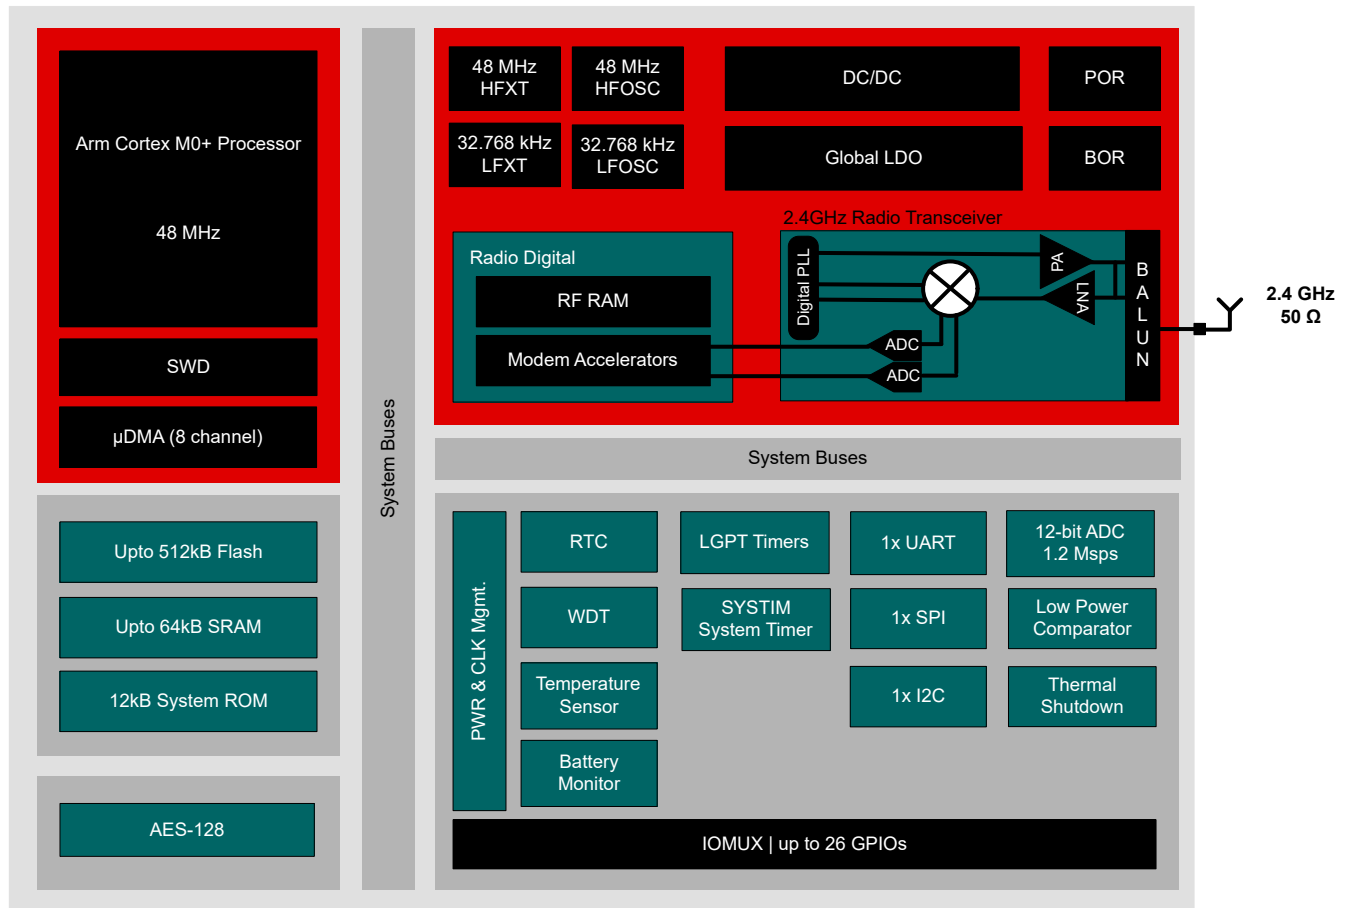 Arm Cortex M0+ Processor
48 MHz
SWD
µDMA (8 channel)
Upto 512kB Flash
Upto 64kB SRAM
12kB System ROM
AES-128
System Buses
48 MHz
HFXT
48 MHz
HFOSC
DC/DC
POR
32.768 kHz
LFXT
32.768 kHz
LFOSC
Global LDO
BOR
Radio Digital
RF RAM
Modem Accelerators
2.4GHz Radio Transceiver
Digital PLL
PA
LNA
ADC
ADC
BALUN
2.4 GHz
50 Ω
System Buses
PWR & CLK Mgmt.
RTC
WDT
Temperature
Sensor
Battery
Monitor
LGPT Timers
SYSTIM
System Timer
1x UART
1x SPI
1x I2C
12-bit ADC
1.2 Msps
Low Power
Comparator
Thermal
Shutdown
IOMUX | up to 26 GPIOs